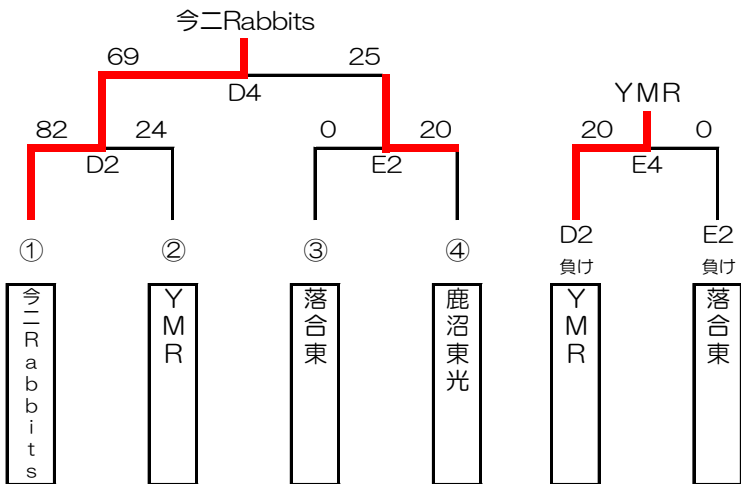 今二Rabbits
69 25
D4
YMR
82 24 0 20 20 0
D2 E2 E4
① ② ③ ④ D2 E2
負け 負け
今二Rabbits
YMR
落合東
鹿沼東光
YMR
落合東